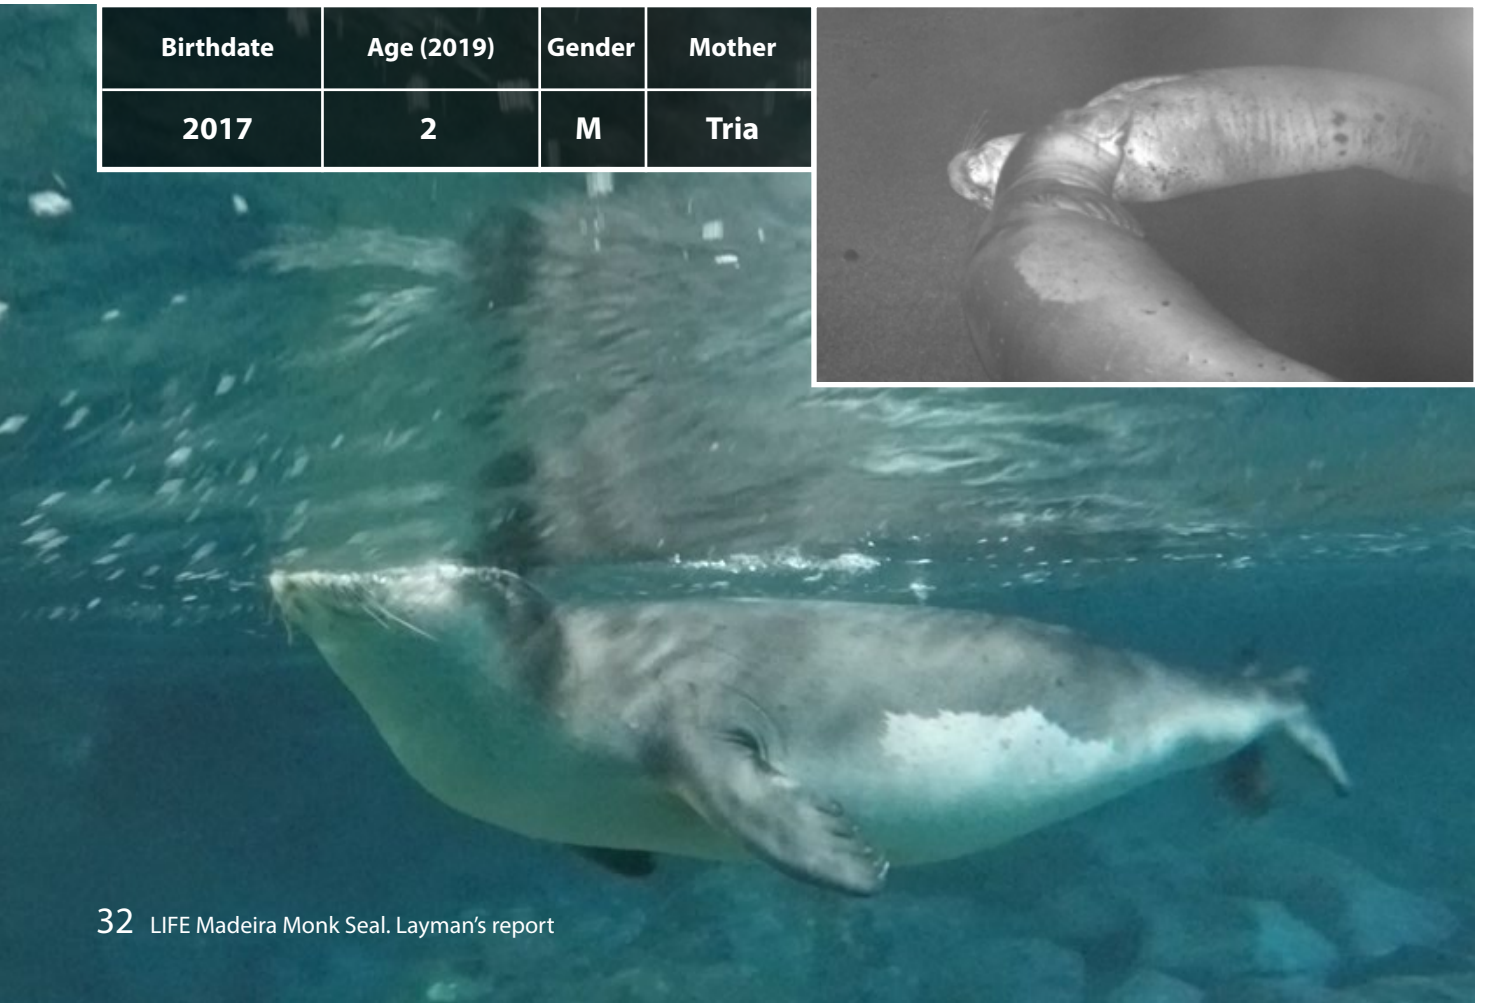 Birthdate Age (2019) Gender Mother
2017 2 M Tria
32 LIFE Madeira Monk Seal. Layman's report